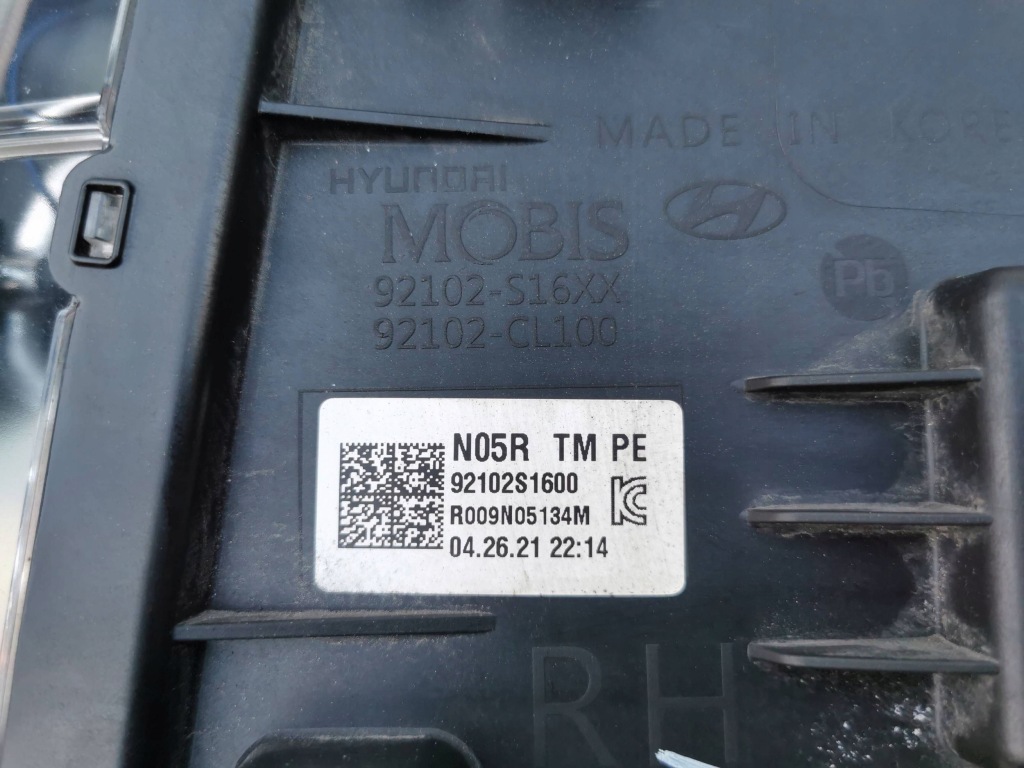 MADE IN KORE
HYUNDAI
MOBIS
92102-S16XX
92102-CL100
Pb
N05R TM PE
92102S1600
R009N05134M
04.26.21 22:14
RH